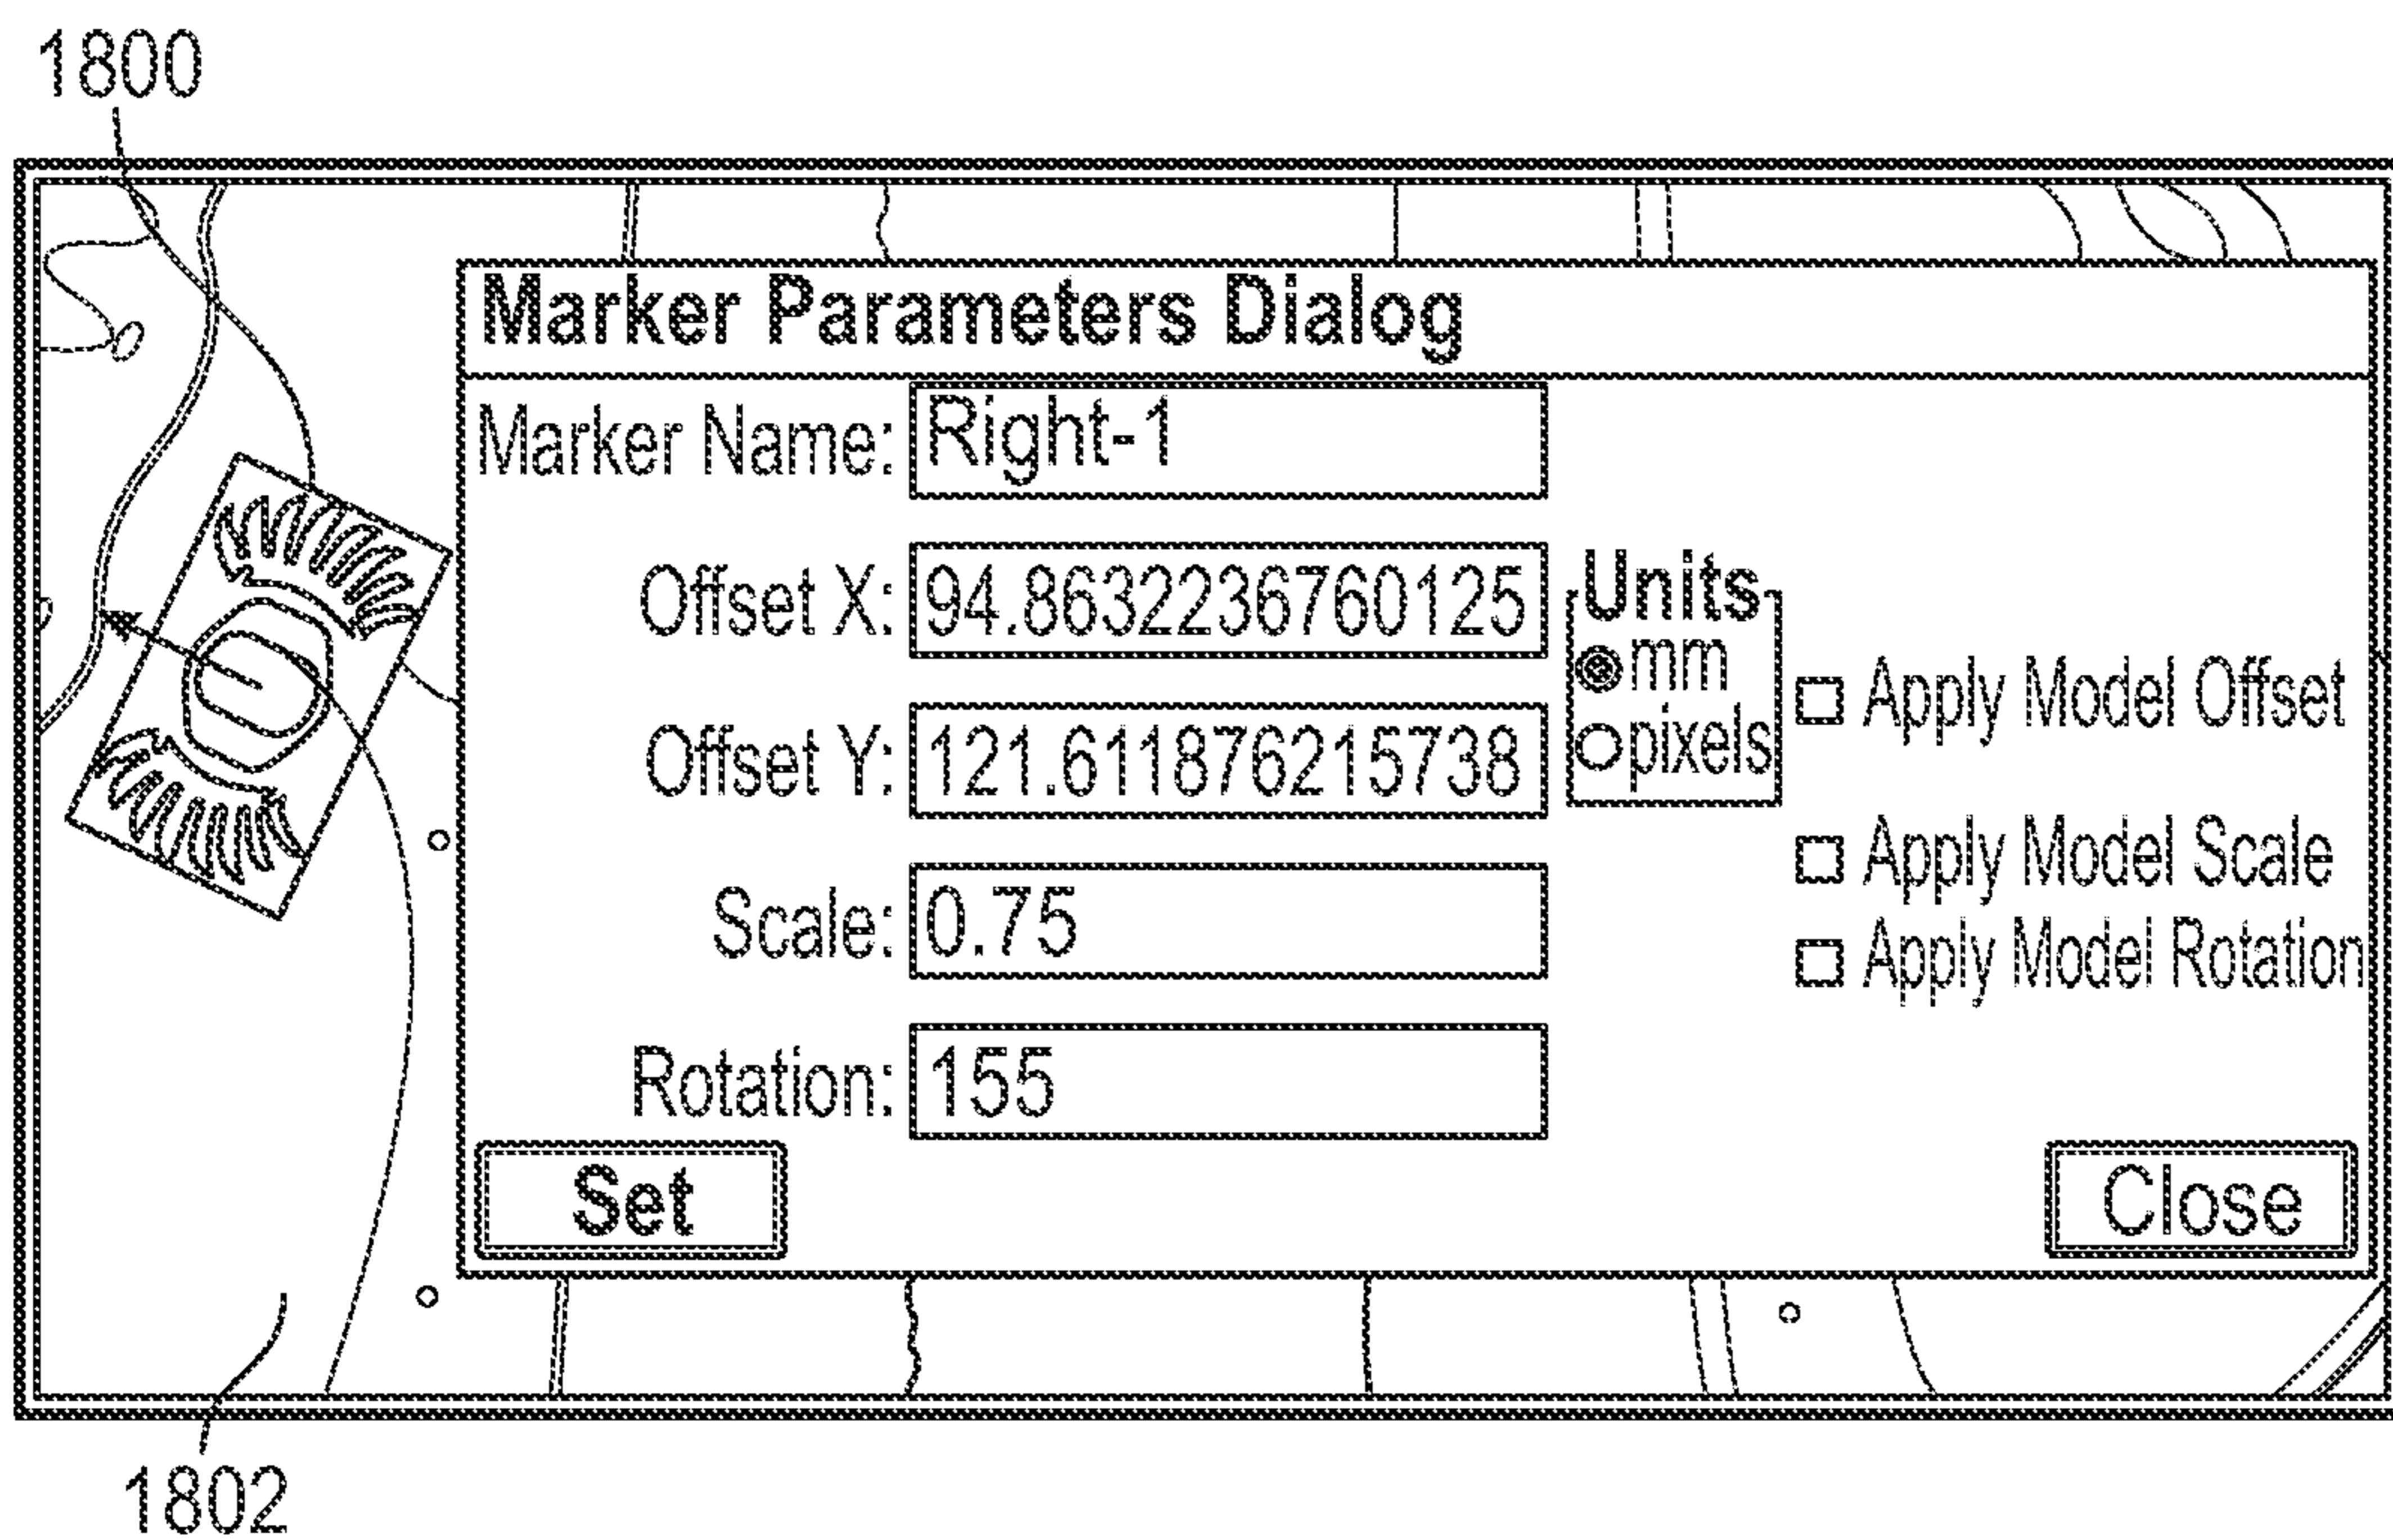 1800
Marker Parameters Dialog
Marker Name: Right-1
Offset X: 94.8632236760125
Units
mm
pixels
Offset Y: 121.611876215738
Apply Model Offset
Scale: 0.75
Apply Model Scale
Apply Model Rotation
Rotation: 155
Set
Close
1802